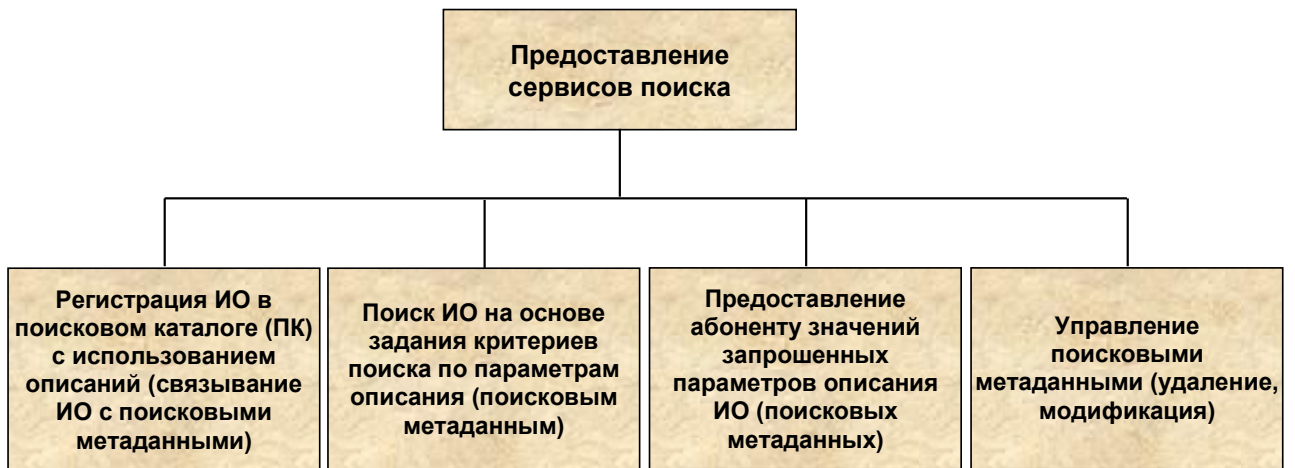 Предоставление
сервисов поиска
Регистрация ИО в
поисковом каталоге (ПК)
с использованием
описаний (связывание
ИО с поисковыми
метаданными)
Поиск ИО на основе
задания критериев
поиска по параметрам
описания (поисковым
метаданным)
Предоставление
абоненту значений
запрошенных
параметров описания
ИО (поисковых
метаданных)
Управление
поисковыми
метаданными (удаление,
модификация)